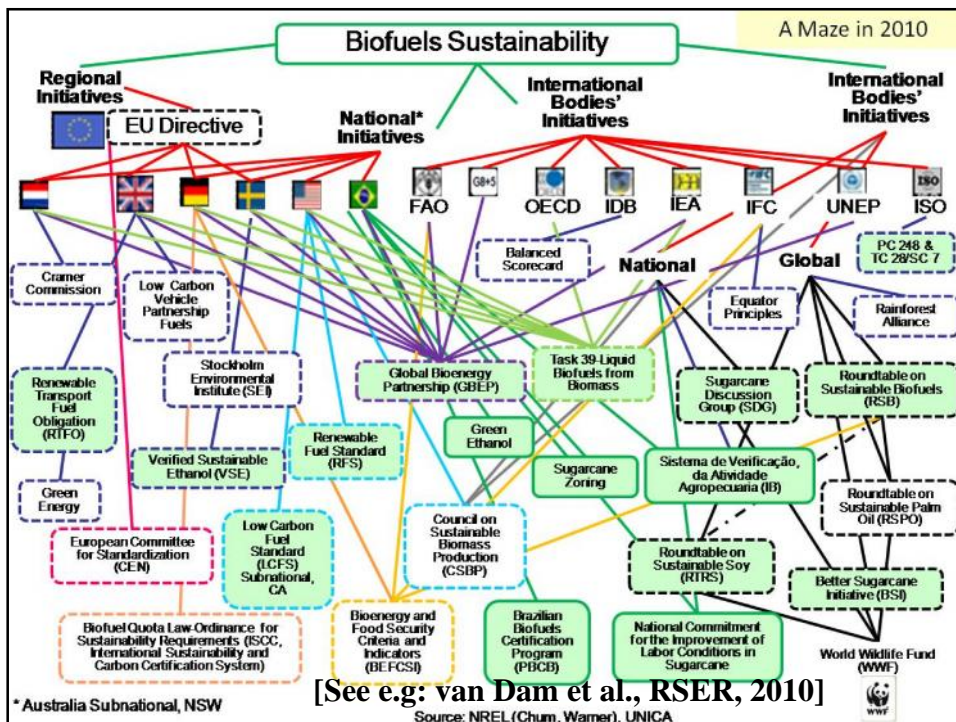 A Maze in 2010
Biofuels Sustainability
Regional
Initiatives
EU Directive
National*
Initiatives
International
Bodies'
Initiatives
International
Bodies'
Initiatives
FAO
G8+5
OECD
IDB
IEA
IFC
UNEP
ISO
IFC
ISO
Balanced
Scorecard
National
Global
PC 248 &
TC 28/SC 7
Cramer
Commission
Low Carbon
Vehicle
Partnership
Fuels
Equator
Principles
Rainforest
Alliance
Stockholm
Environmental
Institute (SEI)
Renewable
Transport
Fuel
Obligation
(RTFO)
Global Bioenergy
Partnership (GBEP)
Task 39-Liquid
Biofuels from
Biomass
Sugarcane
Discussion
Group (SDG)
Roundtable on
Sustainable Biofuels
(RSB)
Green
Energy
Verified Sustainable
Ethanol (VSE)
Renewable
Fuel Standard
(RFS)
Green
Ethanol
Sugarcane
Zoning
Sistema de Verificação,
da Atividade
Agropecuaria (IB)
Roundtable on
Sustainable Palm
Oil (RSPO)
European Committee
for Standardization
(CEN)
Low Carbon
Fuel
Standard
(LCFS)
Subnational,
CA
Council on
Sustainable
Biomass
Production
(CSBP)
Roundtable on
Sustainable Soy
(RTRS)
Better Sugarcane
Initiative (BSI)
Biofuel Quota Law-Ordinance for
Sustainability Requirements (ISCC,
International Sustainability and
Carbon Certification System)
Bioenergy and
Food Security
Criteria and
Indicators
(BEFCSI)
Brazilian
Biofuels
Certification
Program
(PBCB)
National Commitment
for the Improvement of
Labor Conditions in
Sugarcane
World Wildlife Fund
(WWF)
WWF
[See e.g: van Dam et al., RSER, 2010]
* Australia Subnational, NSW
Source: NREL (Chum, Warner), UNICA